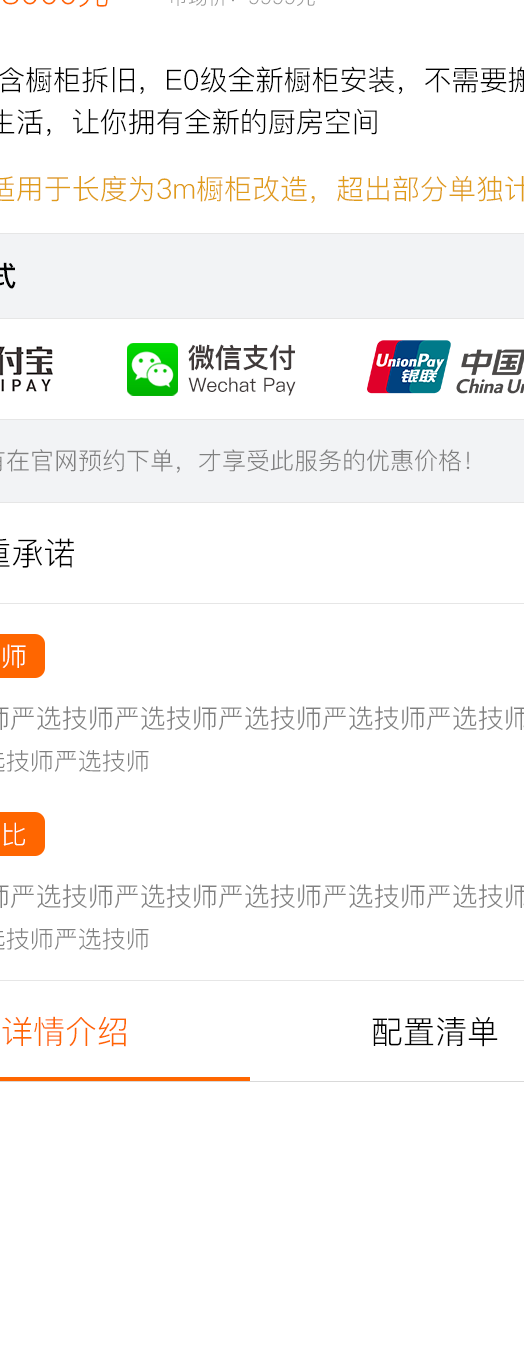 含橱柜拆旧，E0级全新橱柜安装，不需要搬
生活，让你拥有全新的厨房空间
适用于长度为3m橱柜改造，超出部分单独计
式
付宝 微信支付 UnionPay 中国
IPAY Wechat Pay 银联 China Un
有在官网预约下单，才享受此服务的优惠价格！
重承诺
师
师严选技师严选技师严选技师严选技师严选技师
选技师严选技师
比
师严选技师严选技师严选技师严选技师严选技师
选技师严选技师
详情介绍 配置清单